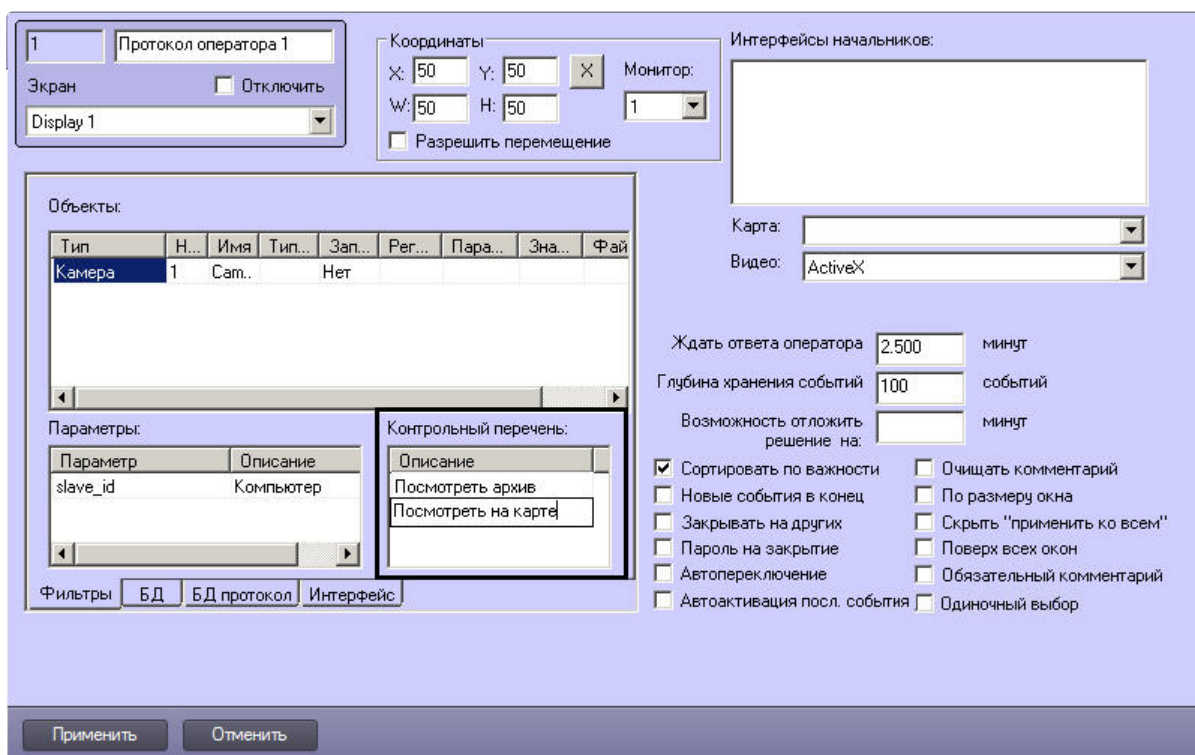 1 Протокол оператора 1
Экран Отключить
Display 1
Координаты
X: 50 Y: 50 X Монитор:
W: 50 H: 50 1
Разрешить перемещение
Интерфейсы начальников:
Карта:
Видео: ActiveX
Объекты:
Тип Н... Имя Тип... Зап... Рег... Пара... Зна... Фай
Камера 1 Cam.. Нет
Параметры:
Параметр Описание
slave_id Компьютер
Контрольный перечень:
Описание
Посмотреть архив
Посмотреть на карте
Фильтры БД БД протокол Интерфейс
Ждать ответа оператора 2.500 минут
Глубина хранения событий 100 событий
Возможность отложить
решение на: минут
Сортировать по важности Очищать комментарий
Новые события в конец По размеру окна
Закрывать на других Скрыть "применить ко всем"
Пароль на закрытие Поверх всех окон
Автопереключение Обязательный комментарий
Автоактивация посл. события Одиночный выбор
Применить Отменить